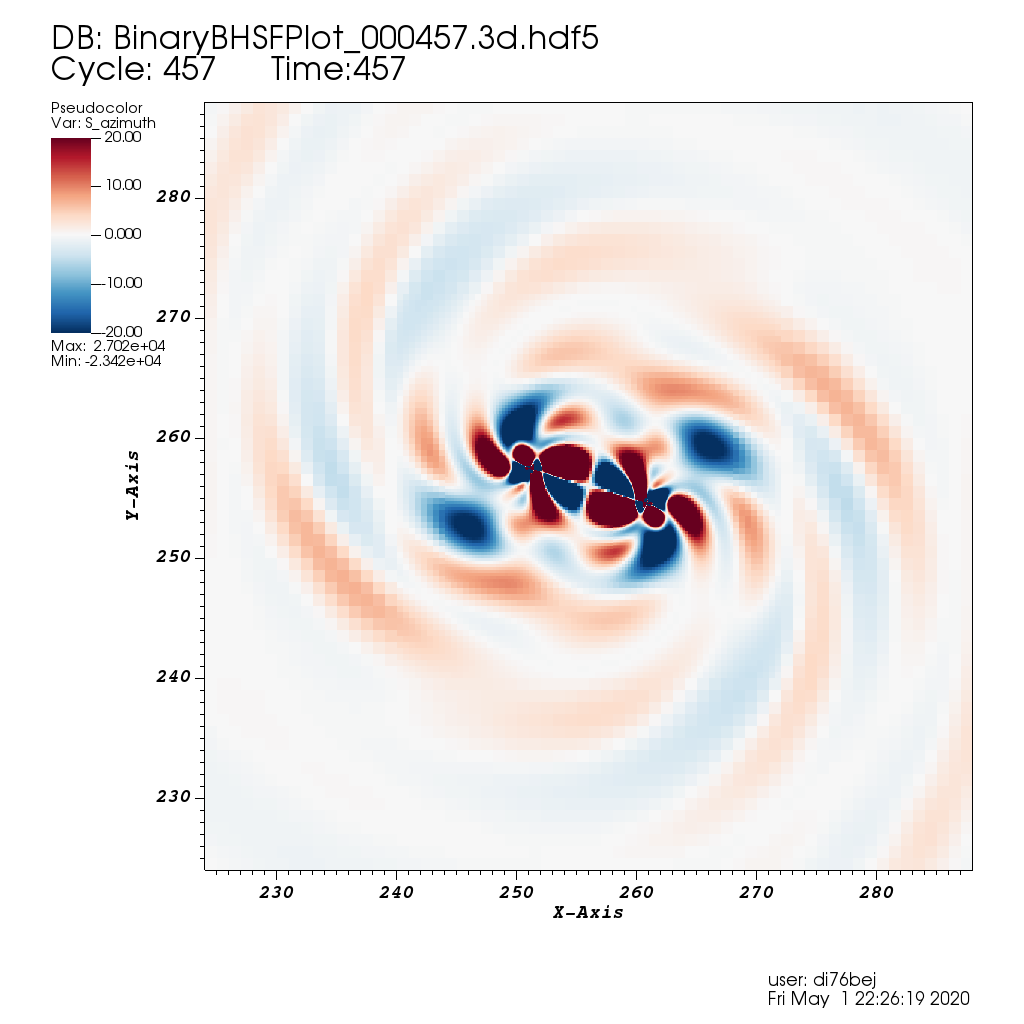 DB: BinaryBHSFPlot_000457.3d.hdf5
Cycle: 457 Time:457
Pseudocolor
Var: S_azimuth
20.00
10.00
0.000
-10.00
-20.00
Max: 2.702e+04
Min: -2.342e+04
280
270
260
250
240
230
Y-Axis
230 240 250 260 270 280
X-Axis
user: di76bej
Fri May 1 22:26:19 2020